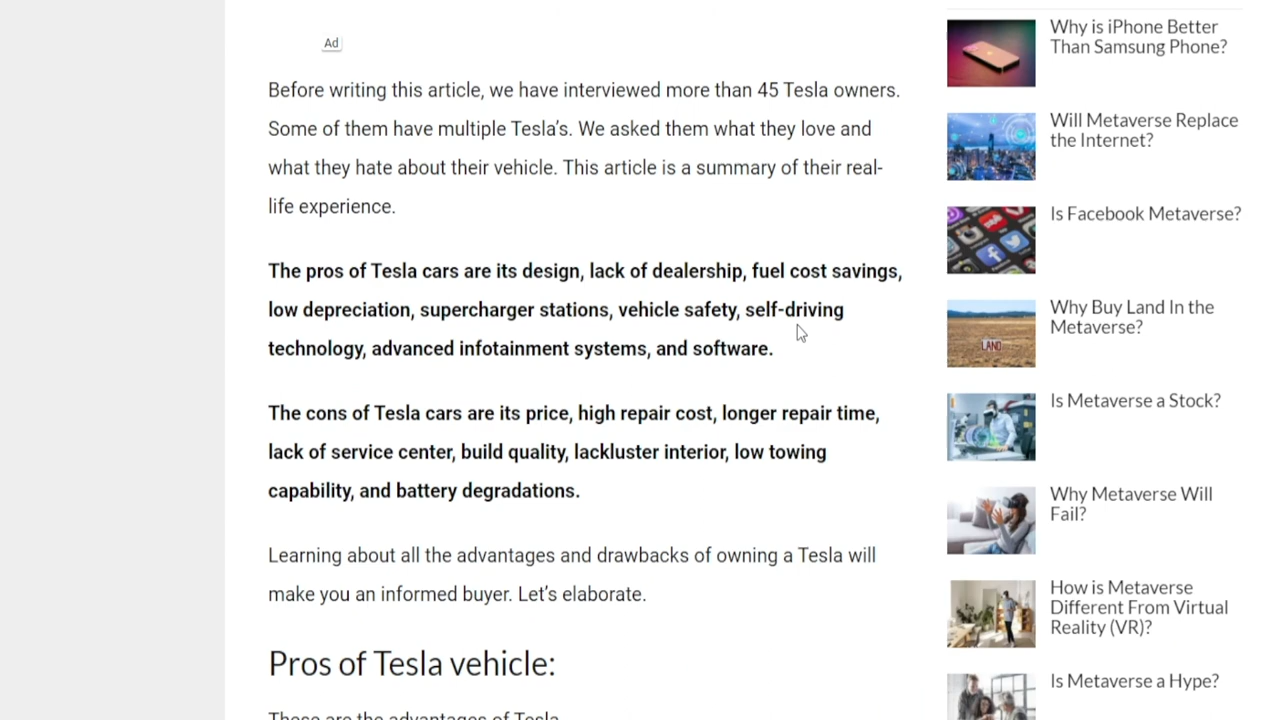 Ad
Before writing this article, we have interviewed more than 45 Tesla owners.
Some of them have multiple Tesla's. We asked them what they love and
what they hate about their vehicle. This article is a summary of their real-
life experience.
The pros of Tesla cars are its design, lack of dealership, fuel cost savings,
low depreciation, supercharger stations, vehicle safety, self-driving
technology, advanced infotainment systems, and software.
The cons of Tesla cars are its price, high repair cost, longer repair time,
lack of service center, build quality, lackluster interior, low towing
capability, and battery degradations.
Learning about all the advantages and drawbacks of owning a Tesla will
make you an informed buyer. Let's elaborate.
Pros of Tesla vehicle:
These are the advantages of Tesla
Why is iPhone Better
Than Samsung Phone?
Will Metaverse Replace
the Internet?
Is Facebook Metaverse?
Why Buy Land In the
Metaverse?
LAND
Is Metaverse a Stock?
Why Metaverse Will
Fail?
How is Metaverse
Different From Virtual
Reality (VR)?
Is Metaverse a Hype?